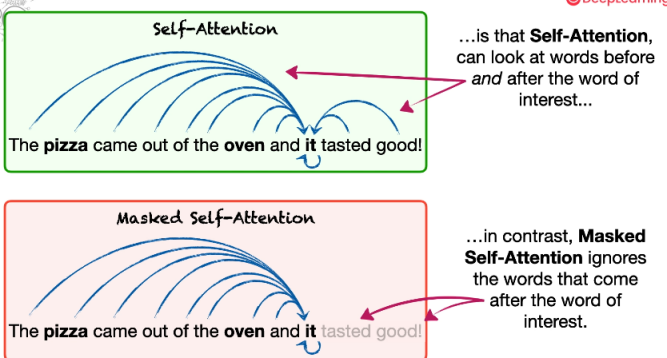 DeepLearning
Self-Attention
The pizza came out of the oven and it tasted good!
...is that Self-Attention,
can look at words before
and after the word of
interest...
Masked Self-Attention
The pizza came out of the oven and it tasted good!
...in contrast, Masked
Self-Attention ignores
the words that come
after the word of
interest.